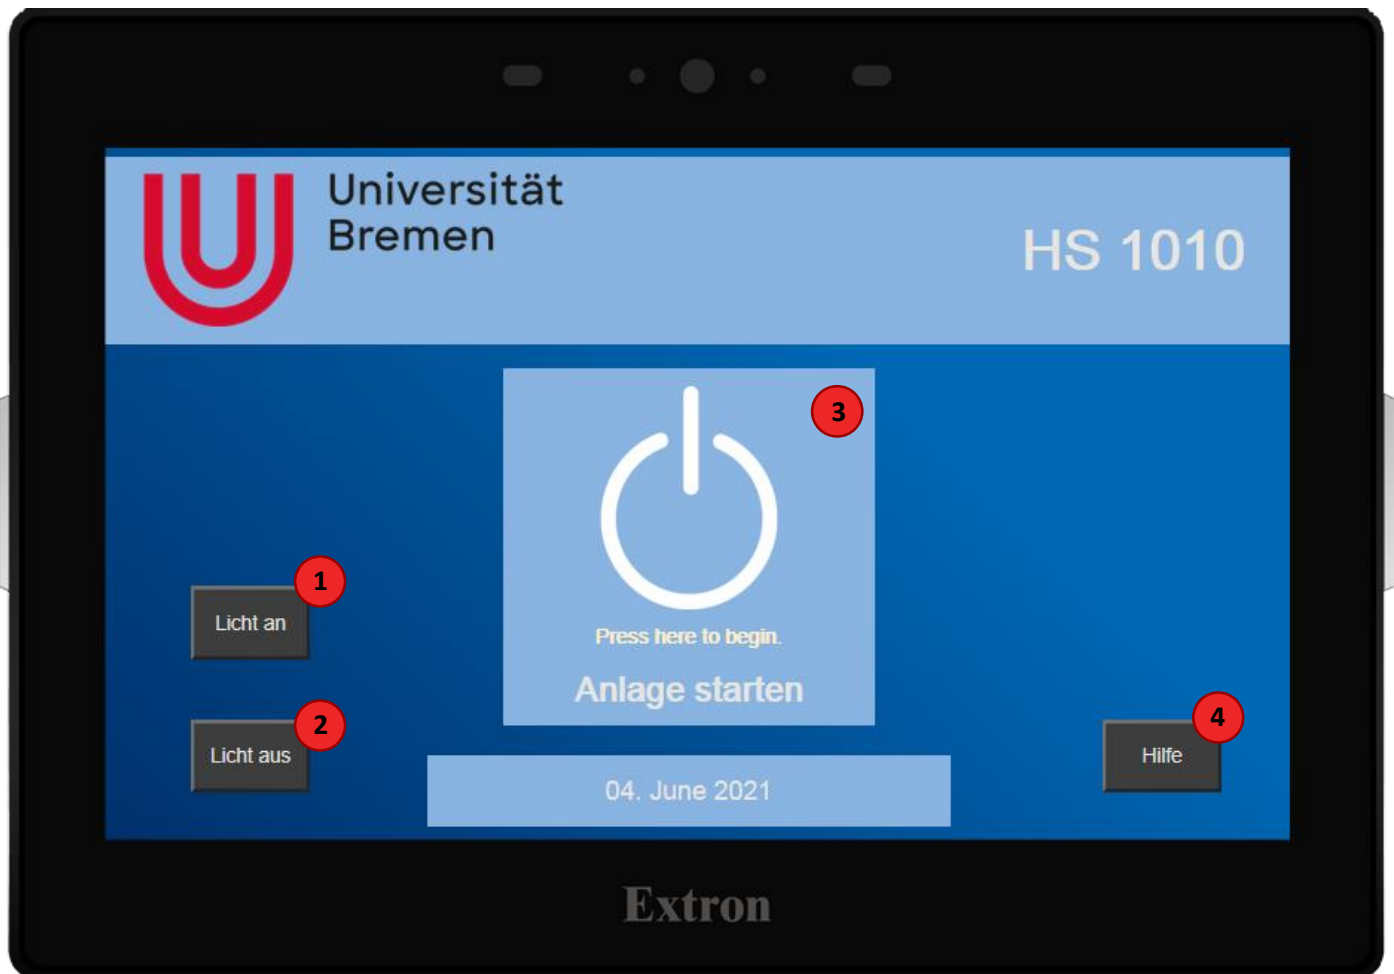 Universität
Bremen
HS 1010
3
Press here to begin.
Anlage starten
1
Licht an
2
Licht aus
4
Hilfe
04. June 2021
Extron